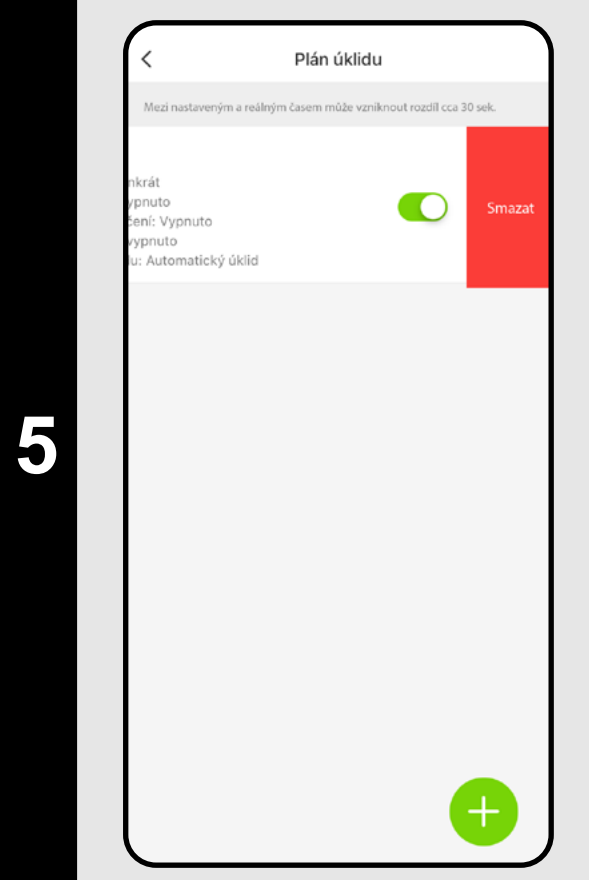 Plán úklidu
Mezi nastaveným a reálným časem může vzniknout rozdíl cca 30 sek.
nkrát
ypnuto
čení: Vypnuto
vypnuto
lu: Automatický úklid
Smazat
5